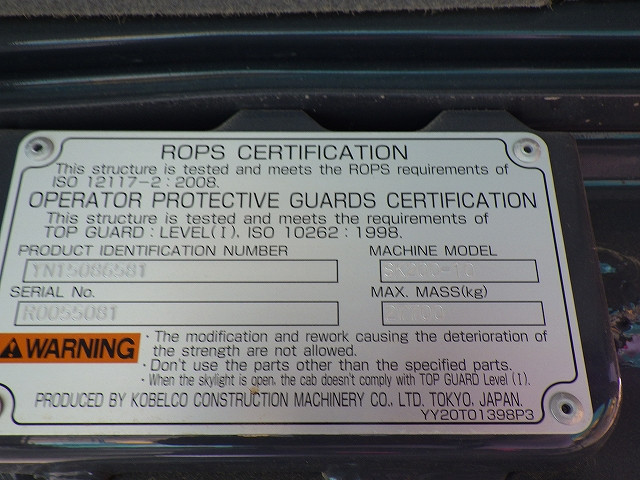 ROPS CERTIFICATION
This structure is tested and meets the ROPS requirements of
ISO 12117-2 : 2008.
OPERATOR PROTECTIVE GUARDS CERTIFICATION
This structure is tested and meets the requirements of
TOP GUARD : LEVEL(I). ISO 10262 : 1998.
PRODUCT IDENTIFICATION NUMBER
MACHINE MODEL
YN15086581
SERIAL No.
MAX. MASS(kg)
R0055081
WARNING
・The modification and rework causing the deterioration of
the strength are not allowed.
・Don't use the parts other than the specified parts.
・When the skylight is open, the cab doesn't comply with TOP GUARD Level (I).
PRODUCED BY KOBELCO CONSTRUCTION MACHINERY CO., LTD. TOKYO, JAPAN.
YY20T01398P3